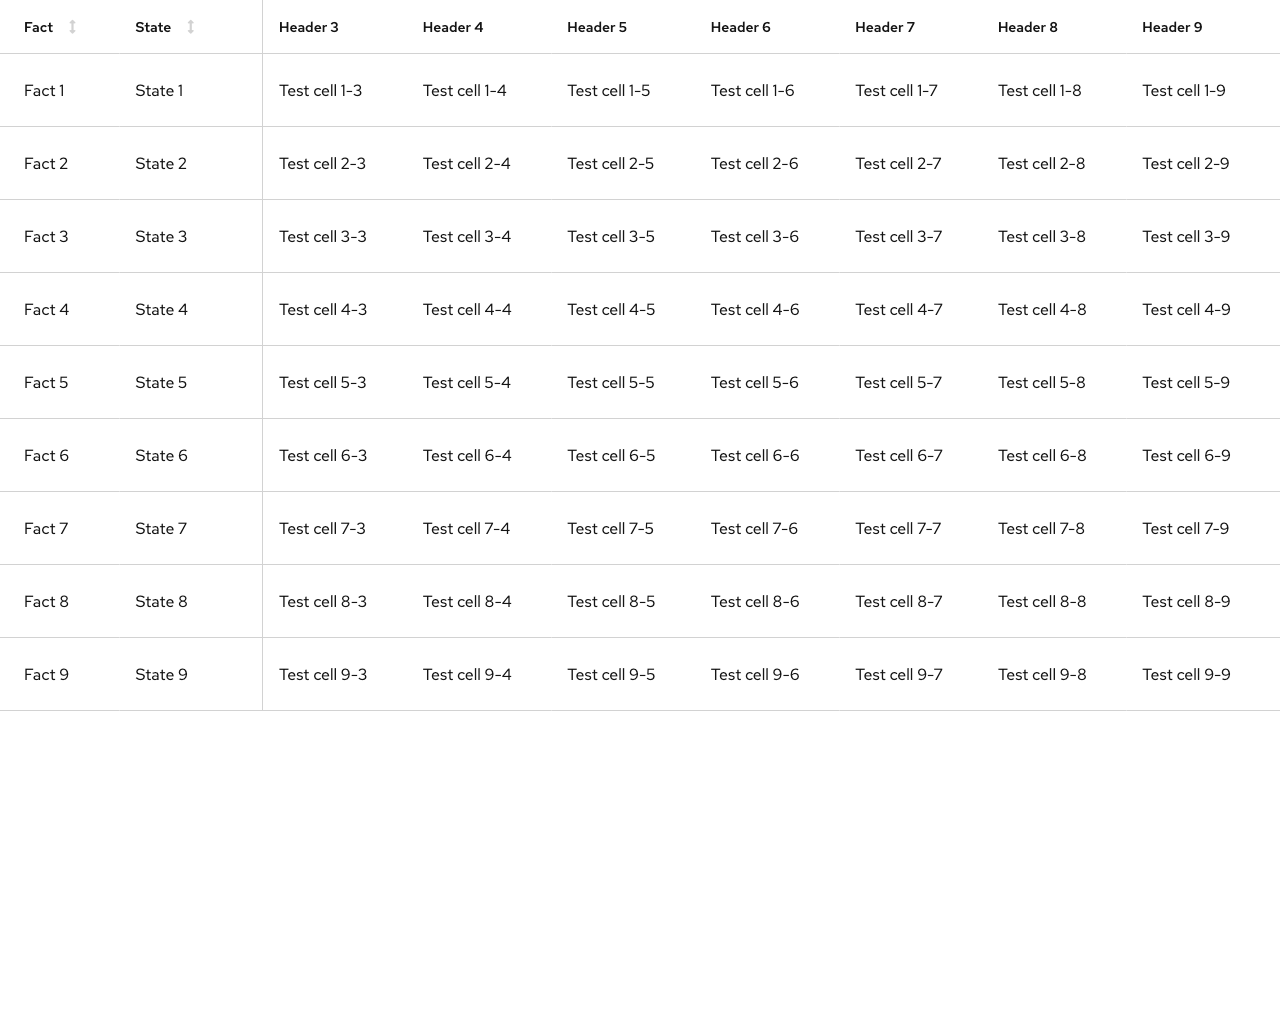 Fact State Header 3 Header 4 Header 5 Header 6 Header 7 Header 8 Header 9
Fact 1 State 1 Test cell 1-3 Test cell 1-4 Test cell 1-5 Test cell 1-6 Test cell 1-7 Test cell 1-8 Test cell 1-9
Fact 2 State 2 Test cell 2-3 Test cell 2-4 Test cell 2-5 Test cell 2-6 Test cell 2-7 Test cell 2-8 Test cell 2-9
Fact 3 State 3 Test cell 3-3 Test cell 3-4 Test cell 3-5 Test cell 3-6 Test cell 3-7 Test cell 3-8 Test cell 3-9
Fact 4 State 4 Test cell 4-3 Test cell 4-4 Test cell 4-5 Test cell 4-6 Test cell 4-7 Test cell 4-8 Test cell 4-9
Fact 5 State 5 Test cell 5-3 Test cell 5-4 Test cell 5-5 Test cell 5-6 Test cell 5-7 Test cell 5-8 Test cell 5-9
Fact 6 State 6 Test cell 6-3 Test cell 6-4 Test cell 6-5 Test cell 6-6 Test cell 6-7 Test cell 6-8 Test cell 6-9
Fact 7 State 7 Test cell 7-3 Test cell 7-4 Test cell 7-5 Test cell 7-6 Test cell 7-7 Test cell 7-8 Test cell 7-9
Fact 8 State 8 Test cell 8-3 Test cell 8-4 Test cell 8-5 Test cell 8-6 Test cell 8-7 Test cell 8-8 Test cell 8-9
Fact 9 State 9 Test cell 9-3 Test cell 9-4 Test cell 9-5 Test cell 9-6 Test cell 9-7 Test cell 9-8 Test cell 9-9